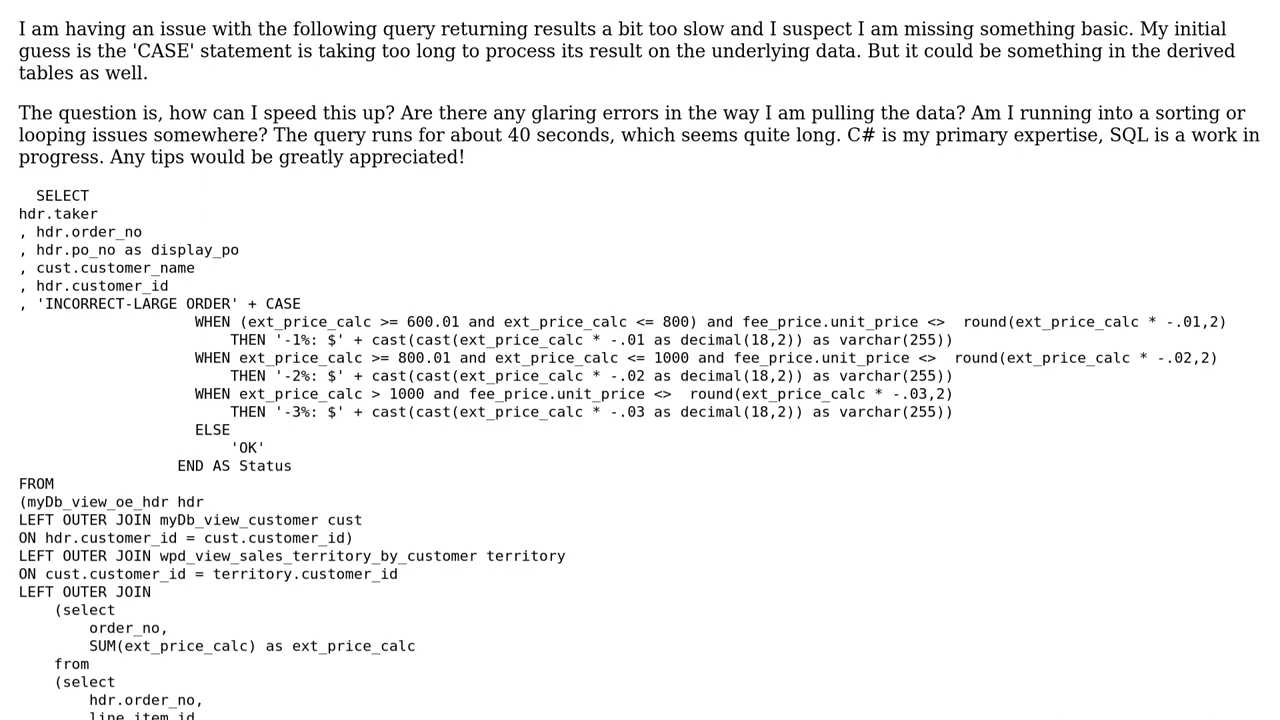 I am having an issue with the following query returning results a bit too slow and I suspect I am missing something basic. My initial
guess is the 'CASE' statement is taking too long to process its result on the underlying data. But it could be something in the derived
tables as well.
The question is, how can I speed this up? Are there any glaring errors in the way I am pulling the data? Am I running into a sorting or
looping issues somewhere? The query runs for about 40 seconds, which seems quite long. C# is my primary expertise, SQL is a work in
progress. Any tips would be greatly appreciated!
SELECT
hdr.taker
, hdr.order_no
, hdr.po_no as display_po
, cust.customer_name
, hdr.customer_id
, 'INCORRECT-LARGE ORDER' + CASE
WHEN (ext_price_calc >= 600.01 and ext_price_calc <= 800) and fee_price.unit_price <>  round(ext_price_calc * -.01,2)
THEN '-1%: $' + cast(cast(ext_price_calc * -.01 as decimal(18,2)) as varchar(255))
WHEN ext_price_calc >= 800.01 and ext_price_calc <= 1000 and fee_price.unit_price <>  round(ext_price_calc * -.02,2)
THEN '-2%: $' + cast(cast(ext_price_calc * -.02 as decimal(18,2)) as varchar(255))
WHEN ext_price_calc > 1000 and fee_price.unit_price <>  round(ext_price_calc * -.03,2)
THEN '-3%: $' + cast(cast(ext_price_calc * -.03 as decimal(18,2)) as varchar(255))
ELSE
'OK'
END AS Status
FROM
(myDb_view_oe_hdr hdr
LEFT OUTER JOIN myDb_view_customer cust
ON hdr.customer_id = cust.customer_id)
LEFT OUTER JOIN wpd_view_sales_territory_by_customer territory
ON cust.customer_id = territory.customer_id
LEFT OUTER JOIN
(select
order_no,
SUM(ext_price_calc) as ext_price_calc
from
(select
hdr.order_no,
line_item_id